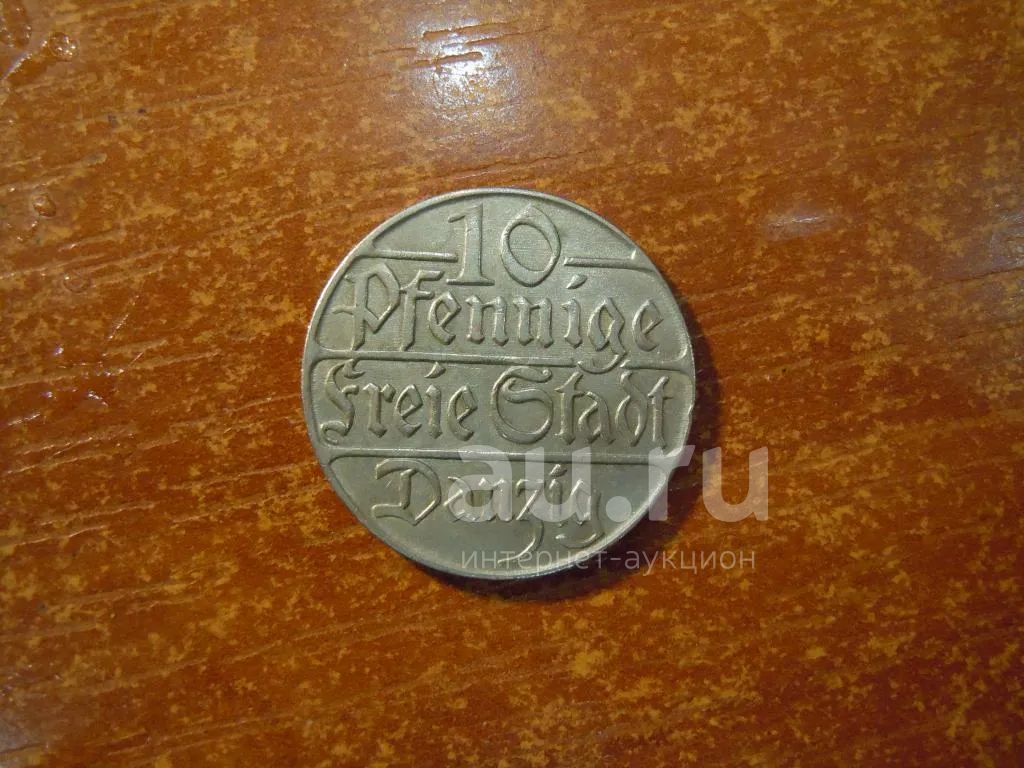 10
Pfennige
Freie Stadt
Danzig
au.ru
интернет-аукцион